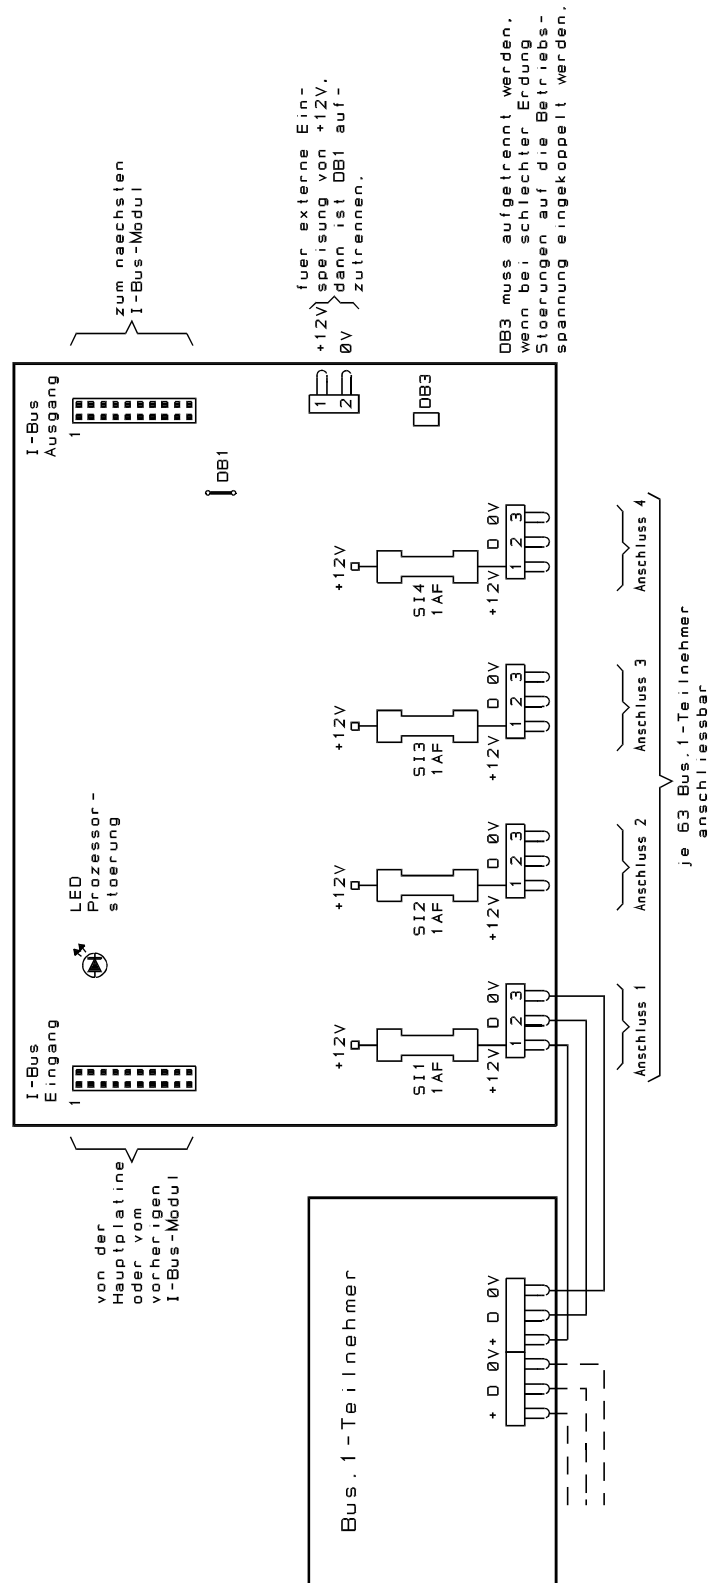 von der
Hauptplatine
oder vom
vorherigen
I-Bus-Modul
I-Bus
Eingang
1
LED
Prozessor-
stoerung
I-Bus
Ausgang
1
zum naechsten
I-Bus-Modul
DB1
1
2
+12V
0V
fuer externe Ein-
speisung von +12V,
dann ist DB1 auf-
zutrennen.
DB3
DB3 muss aufgetrennt werden,
wenn bei schlechter Erdung
Stoerungen auf die Betriebs-
spannung eingekoppelt werden.
+12V
SI1
1AF
+12V D 0V
1 2 3
Anschluss 1
+12V
SI2
1AF
+12V D 0V
1 2 3
Anschluss 2
+12V
SI3
1AF
+12V D 0V
1 2 3
Anschluss 3
+12V
SI4
1AF
+12V D 0V
1 2 3
Anschluss 4
je 63 Bus.1-Teilnehmer
anschliessbar
Bus.1-Teilnehmer
+ D 0V+ D 0V